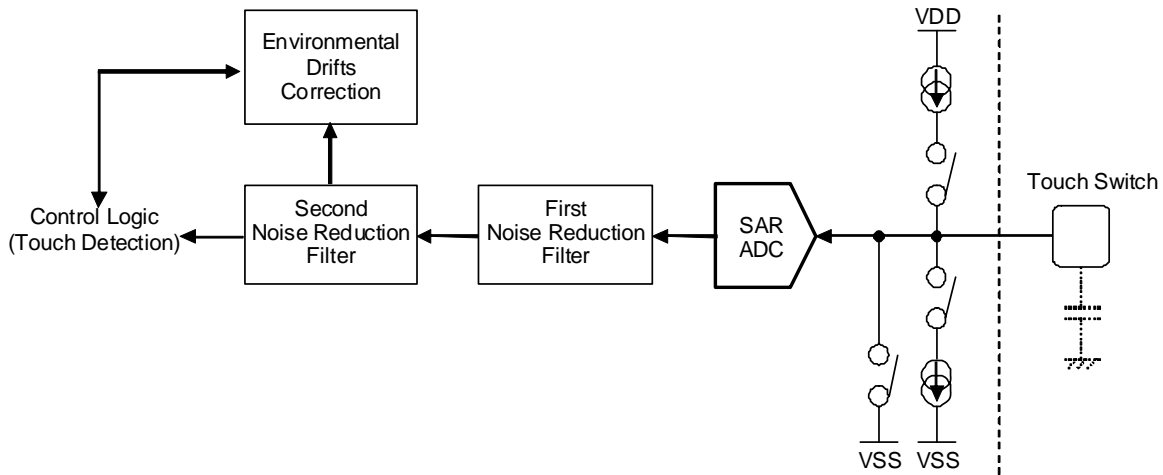 VDD
Environmental
Drifts
Correction
Touch Switch
Control Logic
(Touch Detection)
Second
Noise Reduction
Filter
First
Noise Reduction
Filter
SAR
ADC
VSS
VSS